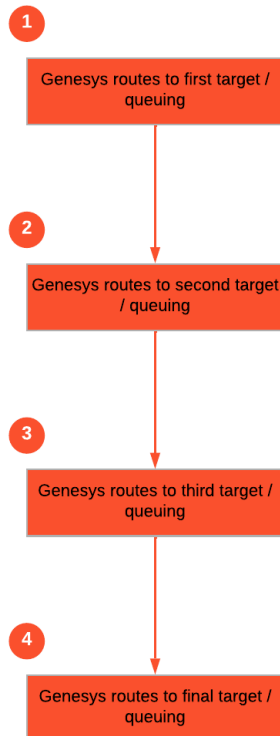 1
Genesys routes to first target /
queuing
2
Genesys routes to second target
/ queuing
3
Genesys routes to third target /
queuing
4
Genesys routes to final target /
queuing